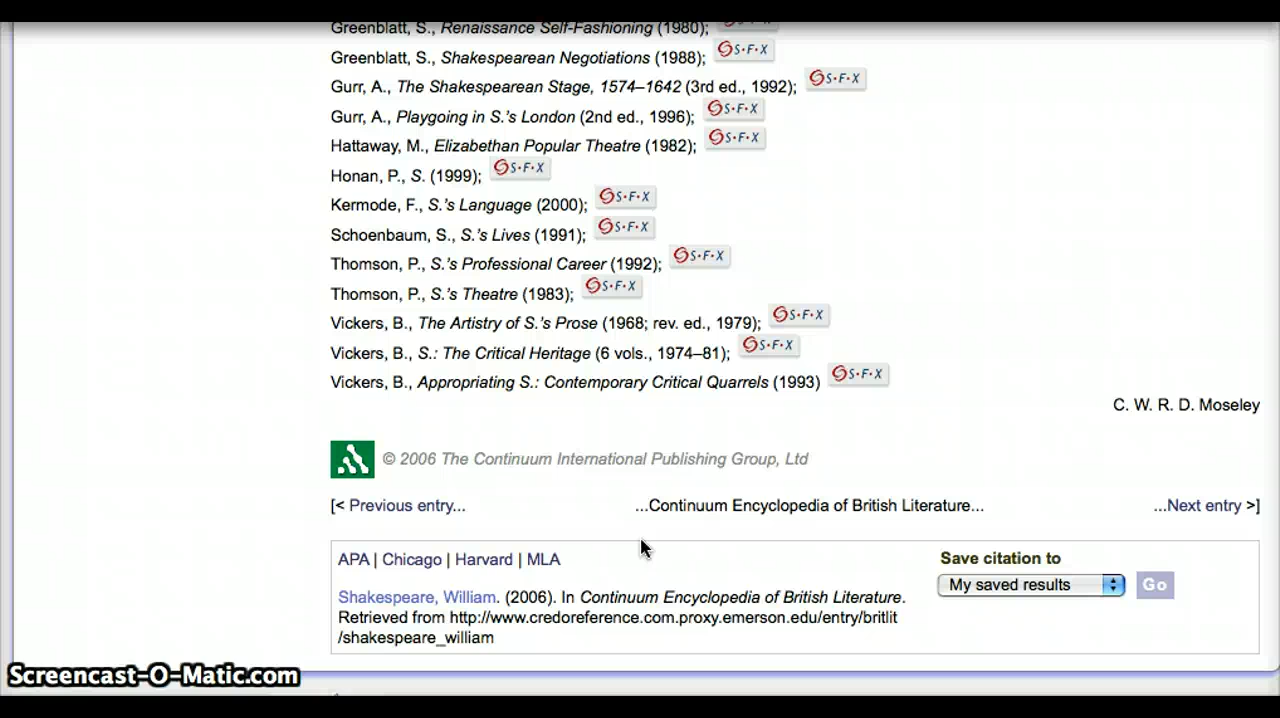 Greenblatt, S., Renaissance Self-Fashioning (1980);
Greenblatt, S., Shakespearean Negotiations (1988); S·F·X
Gurr, A., The Shakespearean Stage, 1574–1642 (3rd ed., 1992); S·F·X
Gurr, A., Playgoing in S.'s London (2nd ed., 1996); S·F·X
Hattaway, M., Elizabethan Popular Theatre (1982); S·F·X
Honan, P., S. (1999); S·F·X
Kermode, F., S.'s Language (2000); S·F·X
Schoenbaum, S., S.'s Lives (1991); S·F·X
Thomson, P., S.'s Professional Career (1992); S·F·X
Thomson, P., S.'s Theatre (1983); S·F·X
Vickers, B., The Artistry of S.'s Prose (1968; rev. ed., 1979); S·F·X
Vickers, B., S.: The Critical Heritage (6 vols., 1974–81); S·F·X
Vickers, B., Appropriating S.: Contemporary Critical Quarrels (1993) S·F·X
C. W. R. D. Moseley
© 2006 The Continuum International Publishing Group, Ltd
[< Previous entry... ...Continuum Encyclopedia of British Literature... ...Next entry >]
APA | Chicago | Harvard | MLA
Shakespeare, William. (2006). In Continuum Encyclopedia of British Literature.
Retrieved from http://www.credoreference.com.proxy.emerson.edu/entry/britlit
/shakespeare_william
Save citation to
My saved results Go
Screencast-O-Matic.com